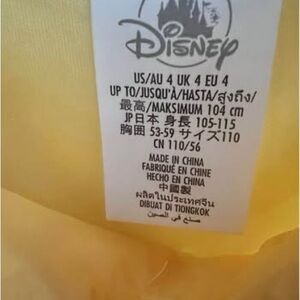 Disney
US/AU 4 UK 4 EU 4
UP TO/JUSQU'À/HASTA/สูงถึง/
最高/MAKSIMUM 104 cm
JP日本 身長 105-115
胸囲 53-59 サイズ110
CN 110/56
MADE IN CHINA
FABRIQUÉ EN CHINE
HECHO EN CHINA
中國製
ผลิตในประเทศจีน
DIBUAT DI TIONGKOK
صنع في الصين